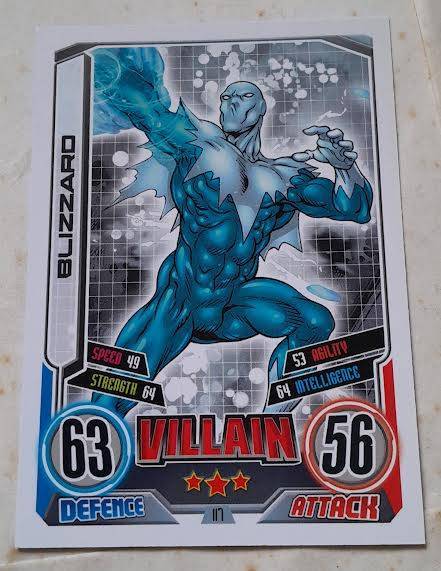 BLIZZARD
SPEED 49
53 AGILITY
STRENGTH 64
64 INTELLIGENCE
63
VILLAIN
56
DEFENCE
117
ATTACK